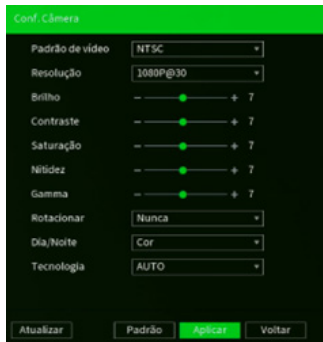 Conf. Câmera
Padrão de vídeo NTSC
Resolução 1080P@30
Brilho - + 7
Contraste - + 7
Saturação - + 7
Nitidez - + 7
Gamma - + 7
Rotacionar Nunca
Dia/Noite Cor
Tecnologia AUTO
Atualizar Padrão Aplicar Voltar